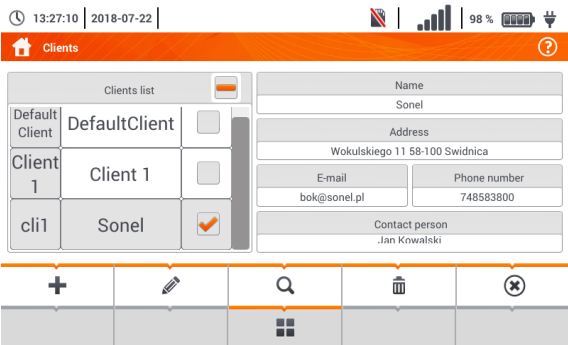 13:27:10 2018-07-22 98 %
Clients ?
Clients list
Default Client DefaultClient
Client 1 Client 1
cli1 Sonel
Name
Sonel
Address
Wokulskiego 11 58-100 Swidnica
E-mail Phone number
bok@sonel.pl 748583800
Contact person
Jan Kowalski